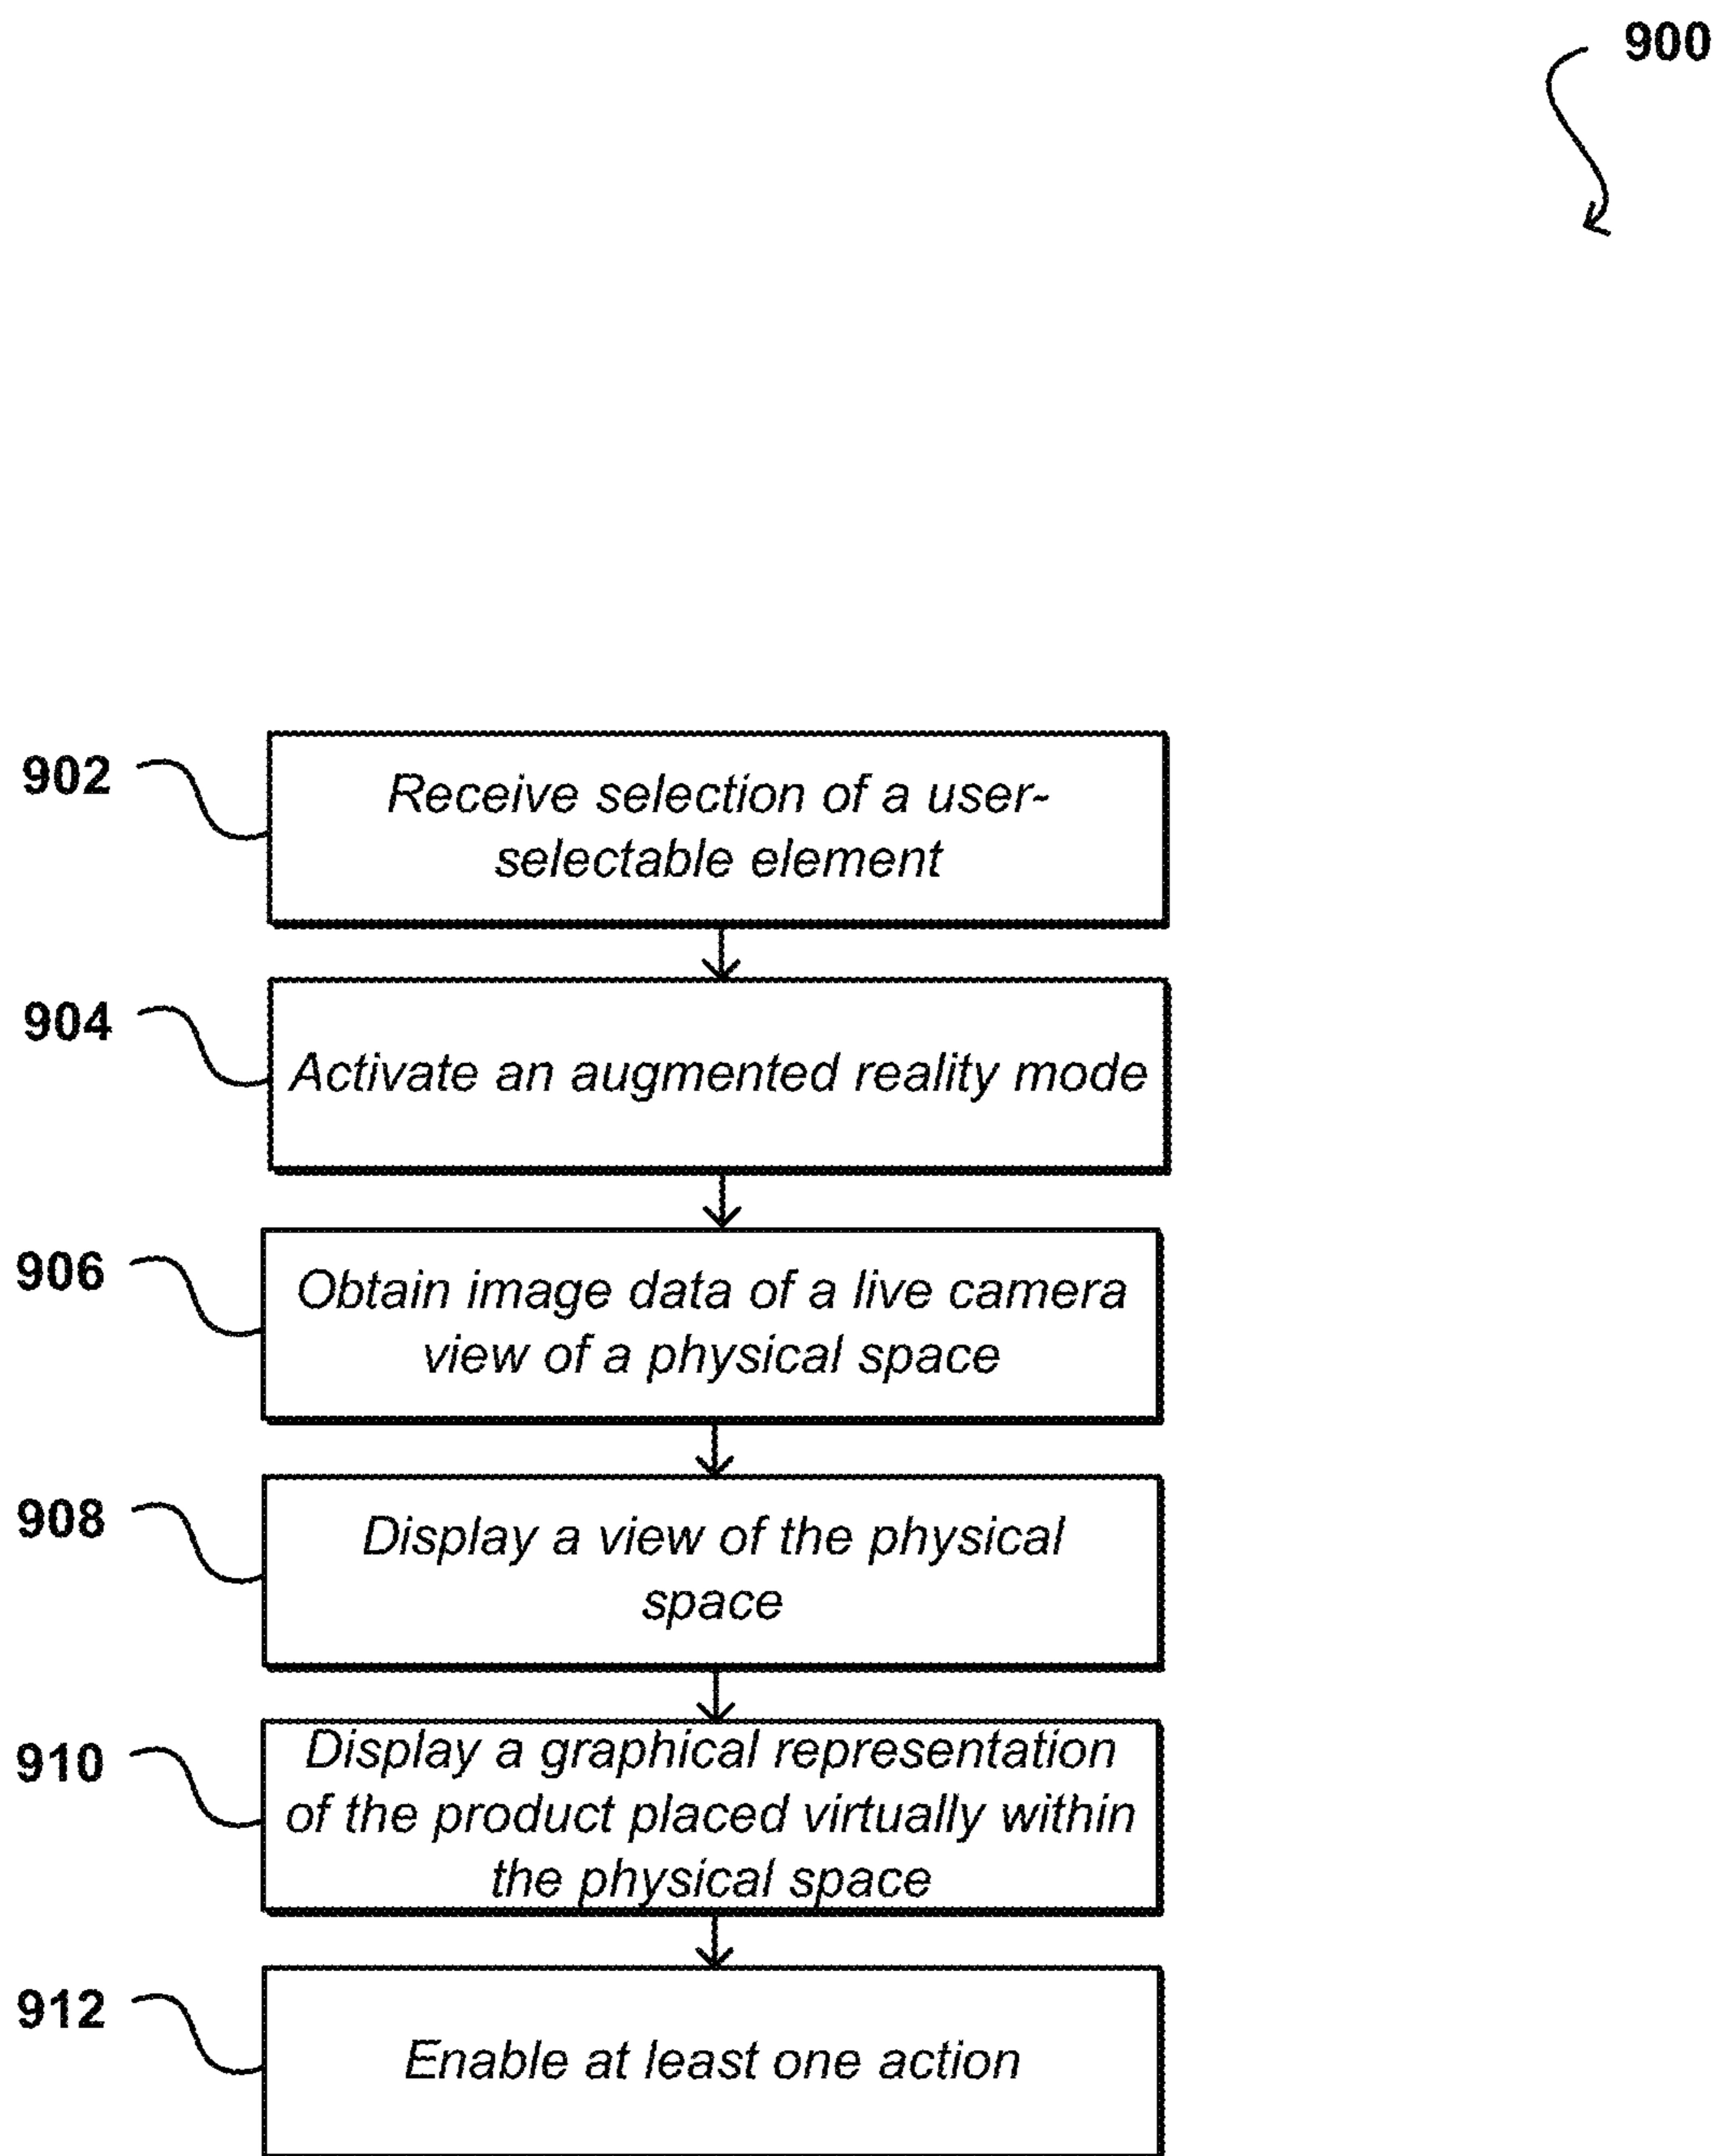 900
902
Receive selection of a user-
selectable element
904
Activate an augmented reality mode
906
Obtain image data of a live camera
view of a physical space
908
Display a view of the physical
space
910
Display a graphical representation
of the product placed virtually within
the physical space
912
Enable at least one action